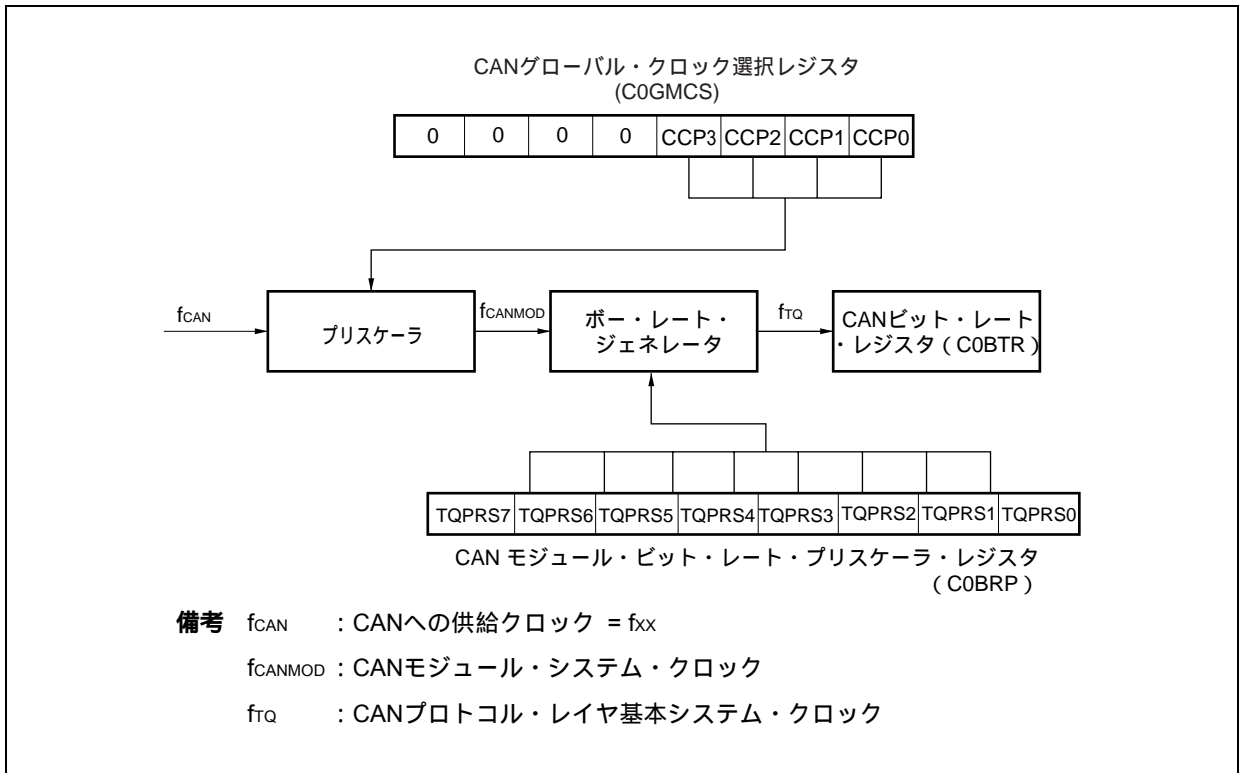 CANグローバル・クロック選択レジスタ
(C0GMCS)
0 0 0 0 CCP3 CCP2 CCP1 CCP0
fCAN
プリスケーラ
fCANMOD
ボー・レート・
ジェネレータ
fTQ
CANビット・レート
・レジスタ（C0BTR）
TQPRS7 TQPRS6 TQPRS5 TQPRS4 TQPRS3 TQPRS2 TQPRS1 TQPRS0
CAN モジュール・ビット・レート・プリスケーラ・レジスタ
（C0BRP）
備考 fCAN ：CANへの供給クロック = fXX
fCANMOD ：CANモジュール・システム・クロック
fTQ ：CANプロトコル・レイヤ基本システム・クロック